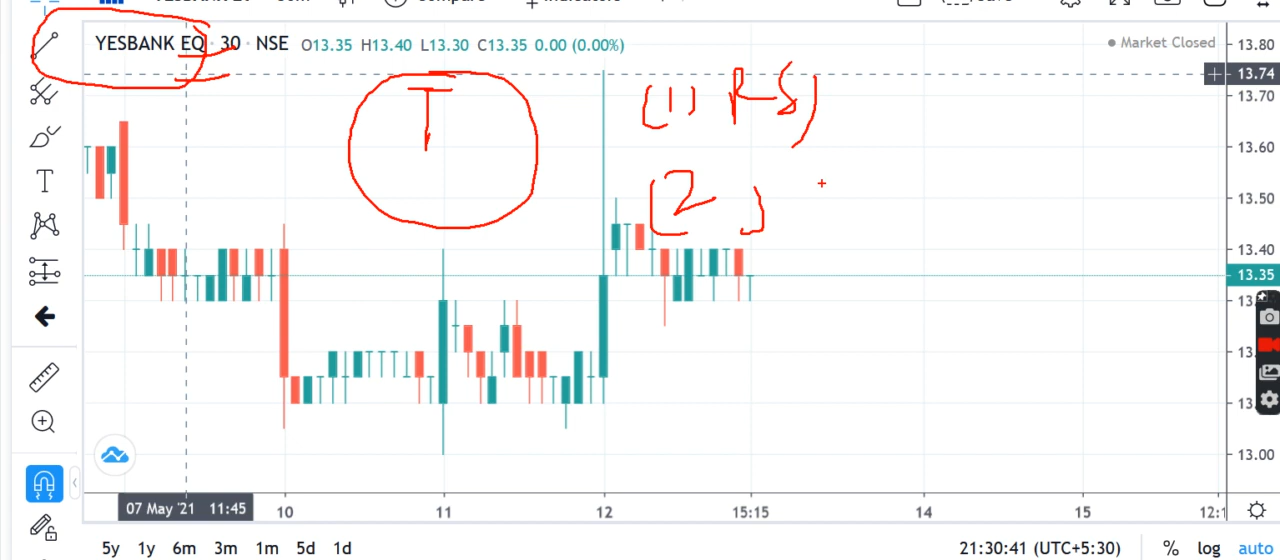 YESBANK EQ · 30 · NSE O13.35 H13.40 L13.30 C13.35 0.00 (0.00%)
Market Closed
13.80
13.74
13.70
13.60
13.50
13.40
13.35
13.00
T
(1) RS)
[2]
07 May '21 11:45
10 11 12 15:15 14 15
5y 1y 6m 3m 1m 5d 1d
21:30:41 (UTC+5:30) % log auto